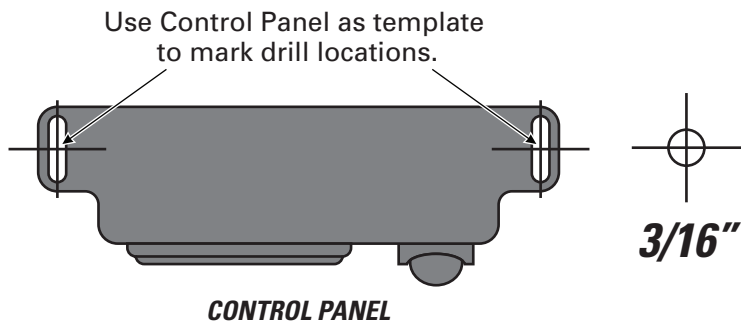 Use Control Panel as template
to mark drill locations.
3/16”
CONTROL PANEL